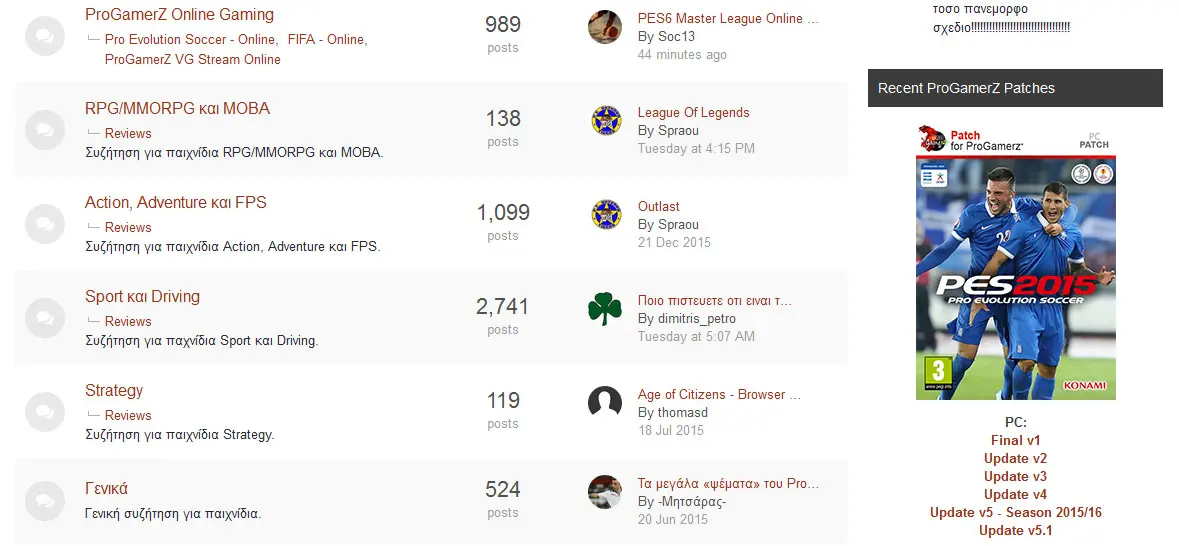 ProGamerZ Online Gaming
Pro Evolution Soccer - Online, FIFA - Online,
ProGamerZ VG Stream Online
989
posts
PES6 Master League Online ...
By Soc13
44 minutes ago
RPG/MMORPG και MOBA
Reviews
Συζήτηση για παιχνίδια RPG/MMORPG και MOBA.
138
posts
League Of Legends
By Spraou
Tuesday at 4:15 PM
Action, Adventure και FPS
Reviews
Συζήτηση για παιχνίδια Action, Adventure και FPS.
1,099
posts
Outlast
By Spraou
21 Dec 2015
Sport και Driving
Reviews
Συζήτηση για παχνίδια Sport και Driving.
2,741
posts
Ποιο πιστευετε οτι ειναι τ...
By dimitris_petro
Tuesday at 5:07 AM
Strategy
Reviews
Συζήτηση για παιχνίδια Strategy.
119
posts
Age of Citizens - Browser ...
By thomasd
18 Jul 2015
Γενικά
Γενική συζήτηση για παιχνίδια.
524
posts
Τα μεγάλα «ψέματα» του Pro...
By -Μητσάρας-
20 Jun 2015
τοσο πανεμορφο
σχεδιο!!!!!!!!!!!!!!!!!!!!!!!!!!!!!!!!!
Recent ProGamerZ Patches
Patch
for ProGamerz
PC
PATCH
PES2015
PRO EVOLUTION SOCCER
3
www.pegi.info
KONAMI
PC:
Final v1
Update v2
Update v3
Update v4
Update v5 - Season 2015/16
Update v5.1